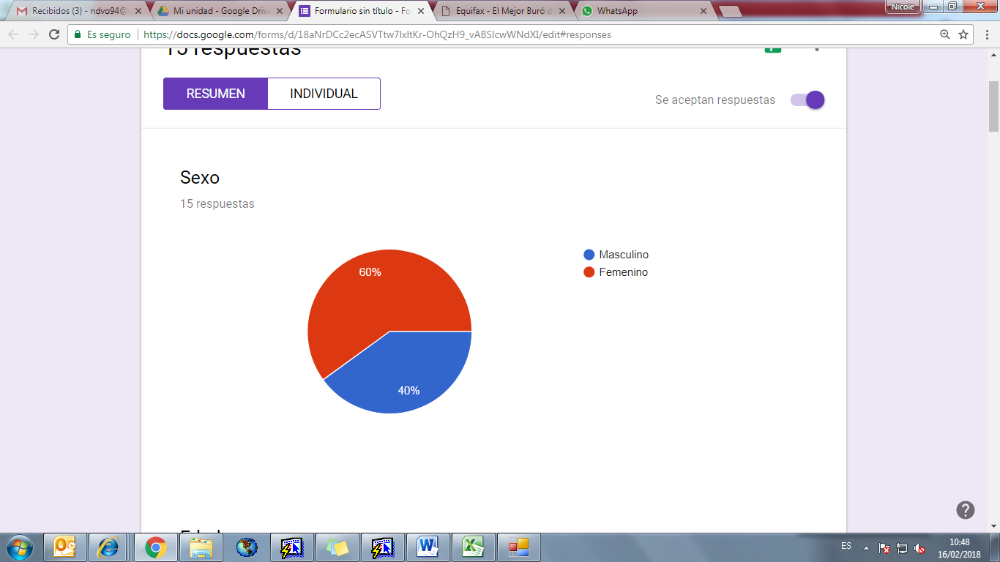 Recibidos (3) - ndvo94@
Mi unidad - Google Drive
Formulario sin título - Fo
Equifax - El Mejor Buró d
WhatsApp
Nicole
Es seguro
https://docs.google.com/forms/d/18aNrDCc2ecASVTtw7IxltKr-OhQzH9_vABSlcwWNdXI/edit#responses
15 respuestas
RESUMEN
INDIVIDUAL
Se aceptan respuestas
Sexo
15 respuestas
Masculino
Femenino
60%
40%
ES
10:48
16/02/2018